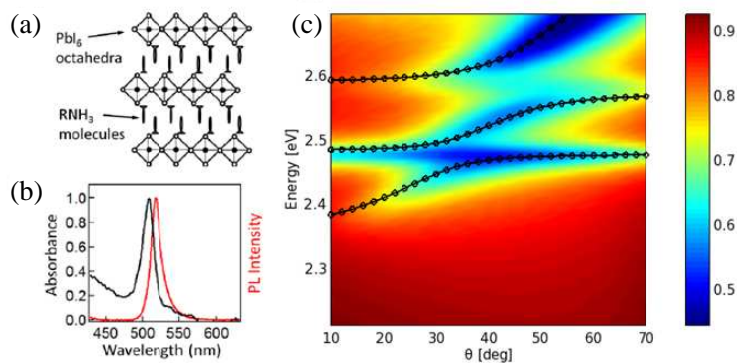 (a)
PbI6
octahedra
RNH3
molecules
(b)
Absorbance
1.0
0.8
0.6
0.4
0.2
0.0
450 500 550 600
Wavelength (nm)
PL Intensity
(c)
Energy [eV]
2.6
2.5
2.4
2.3
10 20 30 40 50 60 70
θ [deg]
0.9
0.8
0.7
0.6
0.5